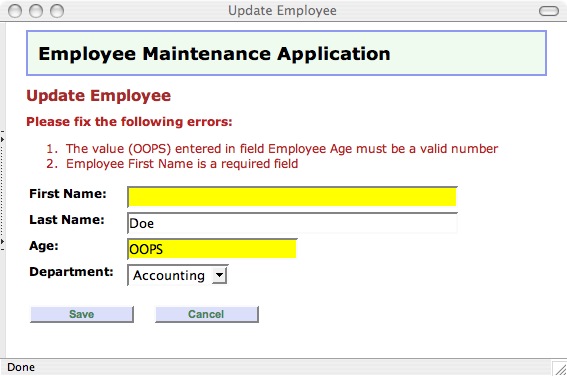 Update Employee
Employee Maintenance Application
Update Employee
Please fix the following errors:
1. The value (OOPS) entered in field Employee Age must be a valid number
2. Employee First Name is a required field
First Name:
Last Name: Doe
Age: OOPS
Department: Accounting
Save Cancel
Done